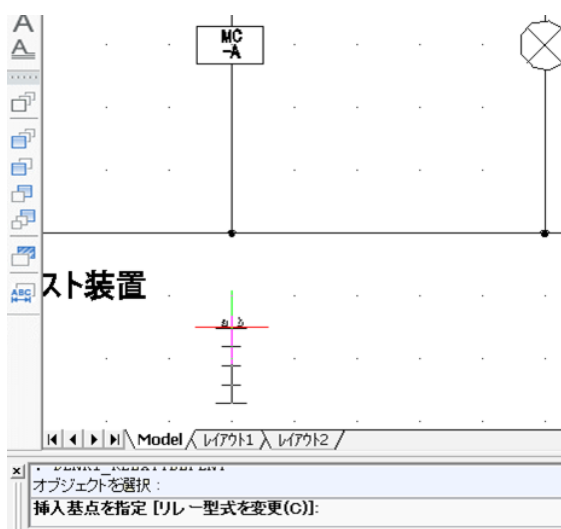 A
A
MC
-A
ABC
スト装置
a b
Model
レイアウト1
レイアウト2
オブジェクトを選択 :
挿入基点を指定 [リレー型式を変更(C)]: